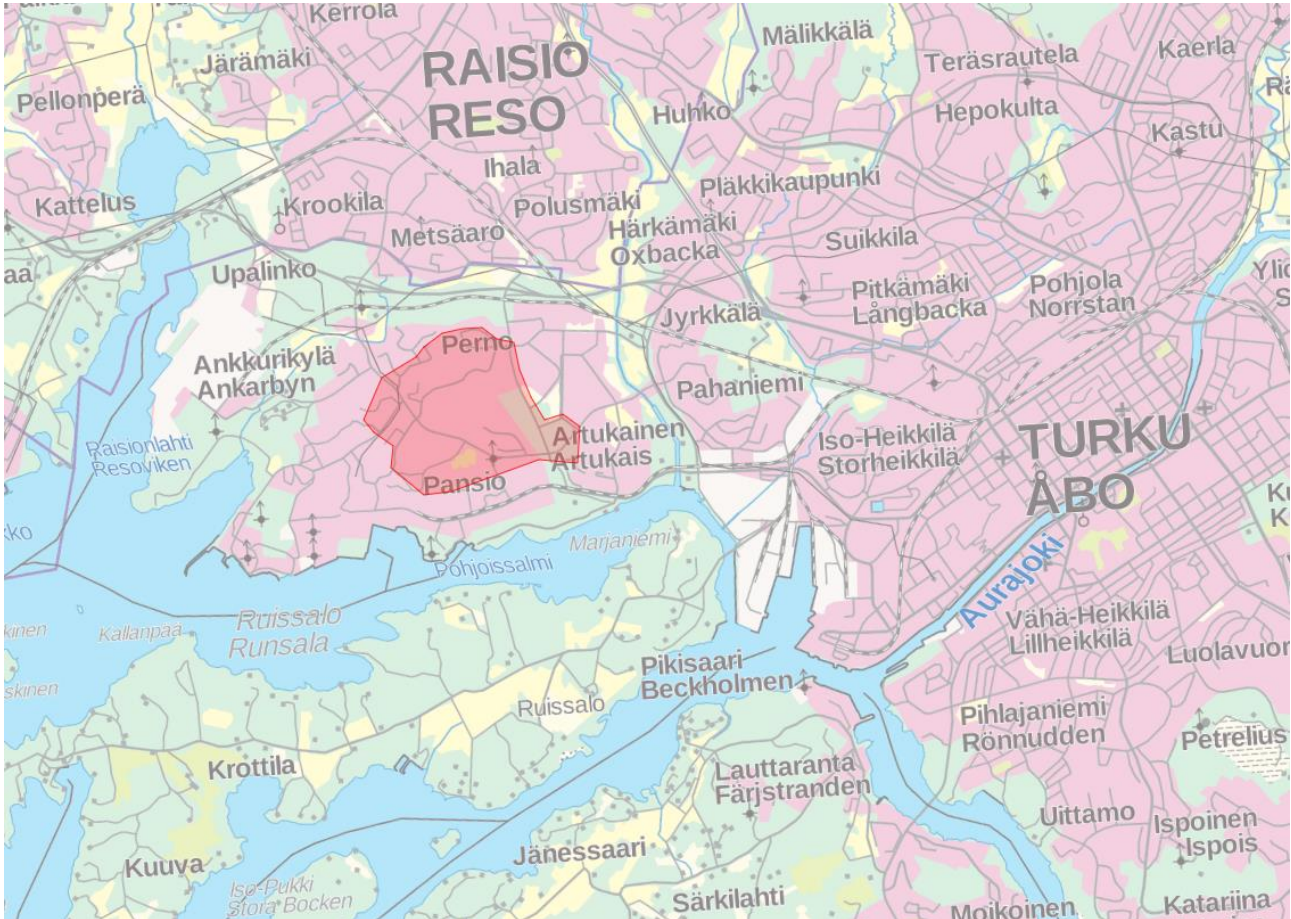 Kerrola
Mälikkälä
Järämäki
RAISIO
RESO
Teräsrautela
Kaerla
Pellonperä
Huhko
Hepokulta
Kastu
Ihala
Pläkkikaupunki
Kattelus
Krookila
Polusmäki
Metsäaro
Härkämäki
Oxbacka
Suikkila
Upalinko
Pitkämäki
Långbacka
Pohjola
Norrstan
Jyrkkälä
Perno
Ankkurikylä
Ankarbyn
Pahaniemi
Artukainen
Artukais
Iso-Heikkilä
Storheikkilä
TURKU
ÅBO
Raisionlahti
Resoviken
Pansio
Marjaniemi
Pohjoissalmi
Aurajoki
Ruissalo
Runsala
Kallanpää
Vähä-Heikkilä
Lillheikkilä
Luolavuor
Pikisaari
Beckholmen
Ruissalo
Pihlajaniemi
Rönnudden
Petrelius
Krottila
Lauttaranta
Färjstranden
Uittamo
Ispoinen
Ispois
Kuuva
Jänessaari
Iso-Pukki
Stora Bocken
Särkilahti
Moikoinen
Katariina